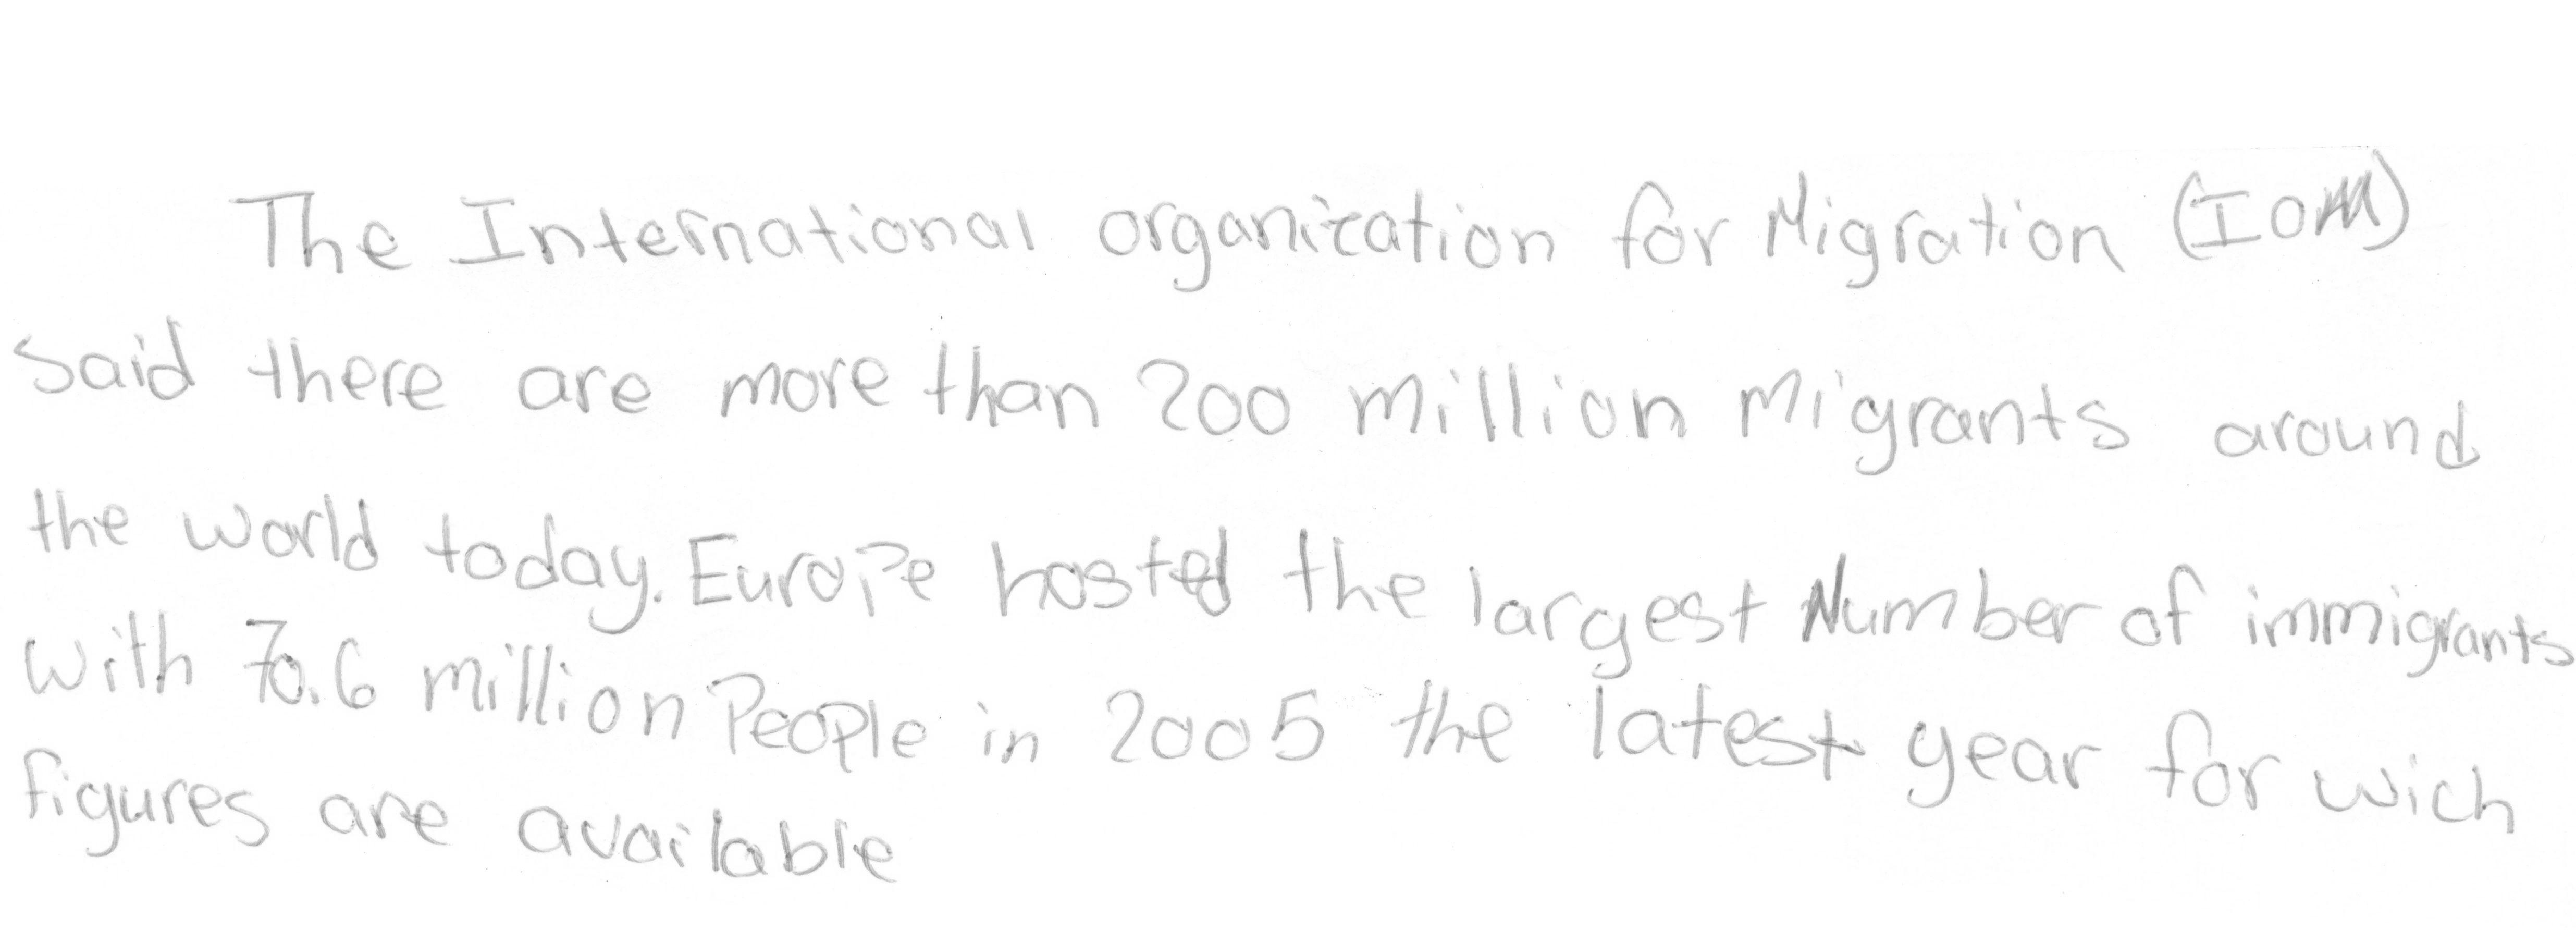 The International organization for Migration (IOM)
said there are more than 200 million Migrants around
the world today. Europe hosted the largest Number of immigrants
with 70.6 million People in 2005 the latest year for wich
figures are available